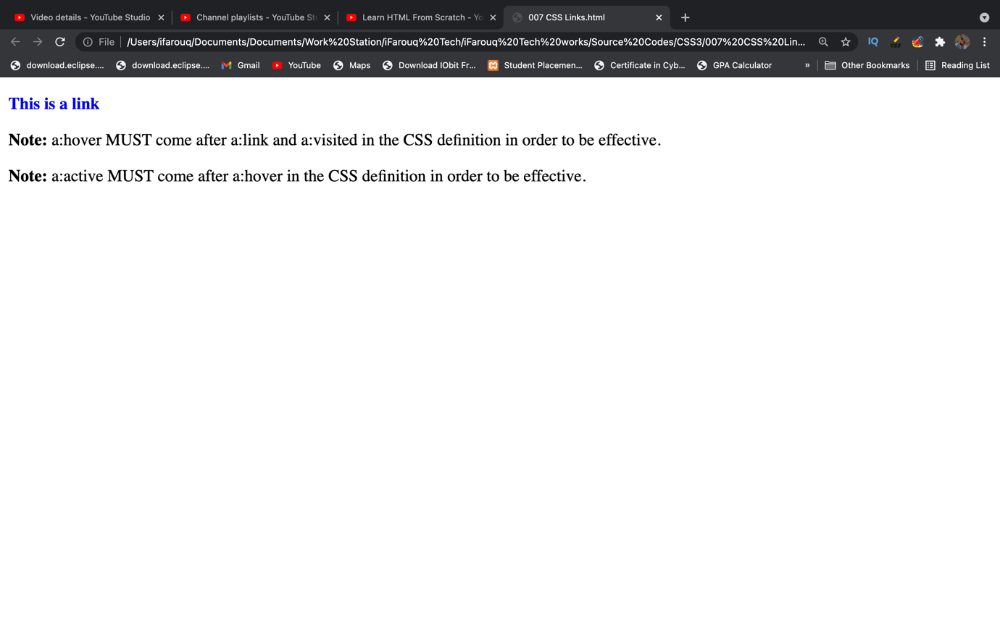 Video details - YouTube Studio
Channel playlists - YouTube Stu
Learn HTML From Scratch - Yo
007 CSS Links.html
File /Users/ifarouq/Documents/Documents/Work%20Station/iFarouq%20Tech/iFarouq%20Tech%20works/Source%20Codes/CSS3/007%20CSS%20Lin...
IQ
CSS
download.eclipse....
download.eclipse....
Gmail
YouTube
Maps
Download IObit Fr...
Student Placemen...
Certificate in Cyb...
GPA Calculator
»
Other Bookmarks
Reading List
This is a link
Note: a:hover MUST come after a:link and a:visited in the CSS definition in order to be effective.
Note: a:active MUST come after a:hover in the CSS definition in order to be effective.